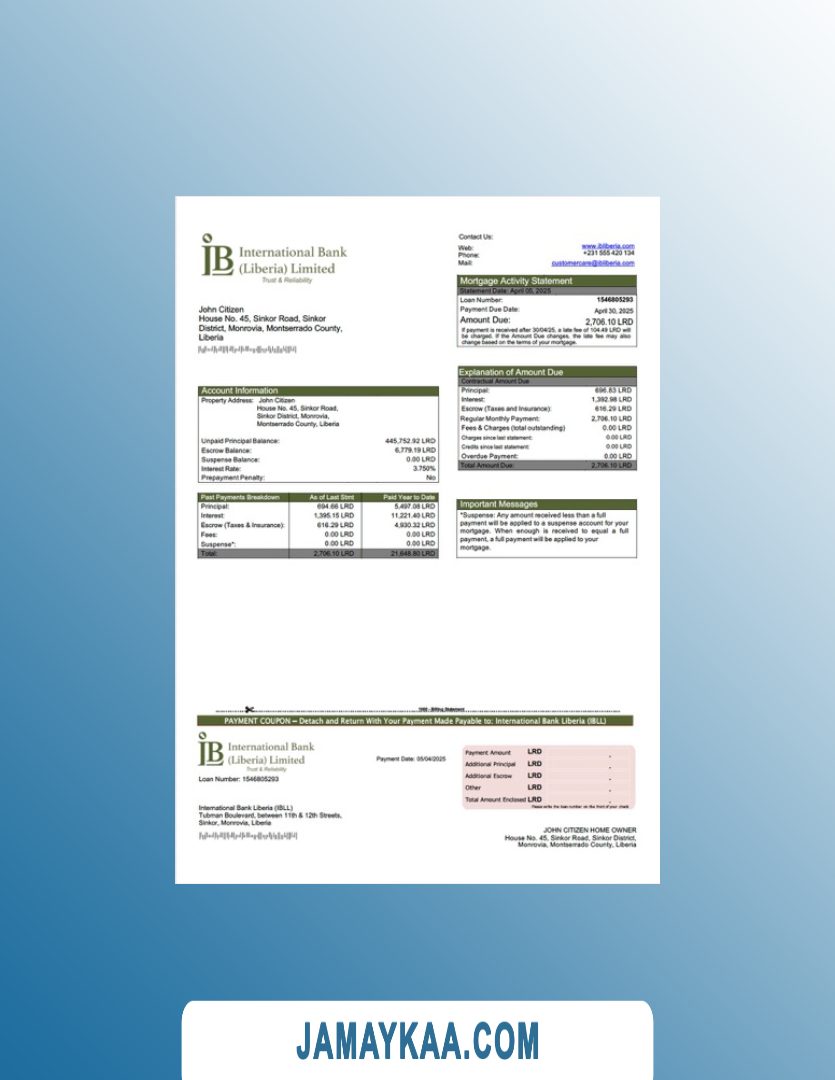 International Bank
(Liberia) Limited
Trust & Reliability
Contact Us:
Web: www.ibliberia.com
Phone: +231 555 420 134
Mail: customercare@ibliberia.com
Mortgage Activity Statement
Statement Date: April 05, 2025
Loan Number: 1546805293
Payment Due Date: April 30, 2025
Amount Due: 2,706.10 LRD
If payment is received after 30/04/25, a late fee of 104.49 LRD will
be charged. If the Amount Due changes, the late fee may also
change based on the terms of your mortgage.
John Citizen
House No. 45, Sinkor Road, Sinkor
District, Monrovia, Montserrado County,
Liberia
Explanation of Amount Due
Contractual Amount Due
Principal: 696.83 LRD
Interest: 1,392.98 LRD
Escrow (Taxes and Insurance): 616.29 LRD
Regular Monthly Payment: 2,706.10 LRD
Fees & Charges (total outstanding) 0.00 LRD
Charges since last statement: 0.00 LRD
Credits since last statement: 0.00 LRD
Overdue Payment: 0.00 LRD
Total Amount Due: 2,706.10 LRD
Account Information
Property Address: John Citizen
House No. 45, Sinkor Road,
Sinkor District, Monrovia,
Montserrado County, Liberia
Unpaid Principal Balance: 445,752.92 LRD
Escrow Balance: 6,779.19 LRD
Suspense Balance: 0.00 LRD
Interest Rate: 3.750%
Prepayment Penalty: No
Past Payments Breakdown As of Last Stmt Paid Year to Date
Principal: 694.66 LRD 5,497.08 LRD
Interest: 1,395.15 LRD 11,221.40 LRD
Escrow (Taxes & Insurance): 616.29 LRD 4,930.32 LRD
Fees: 0.00 LRD 0.00 LRD
Suspense*: 0.00 LRD 0.00 LRD
Total: 2,706.10 LRD 21,648.80 LRD
Important Messages
*Suspense: Any amount received less than a full
payment will be applied to a suspense account for your
mortgage. When enough is received to equal a full
payment, a full payment will be applied to your
mortgage.
Billing Statement
PAYMENT COUPON – Detach and Return With Your Payment Made Payable to: International Bank Liberia (IBLL)
International Bank
(Liberia) Limited
Trust & Reliability
Loan Number: 1546805293
Payment Date: 05/04/2025
Payment Amount LRD .
Additional Principal LRD .
Additional Escrow LRD .
Other LRD .
Total Amount Enclosed LRD .
Please write the loan number on the front of your check.
International Bank Liberia (IBLL)
Tubman Boulevard, between 11th & 12th Streets,
Sinkor, Monrovia, Liberia
JOHN CITIZEN HOME OWNER
House No. 45, Sinkor Road, Sinkor District,
Monrovia, Montserrado County, Liberia
JAMAYKAA.COM